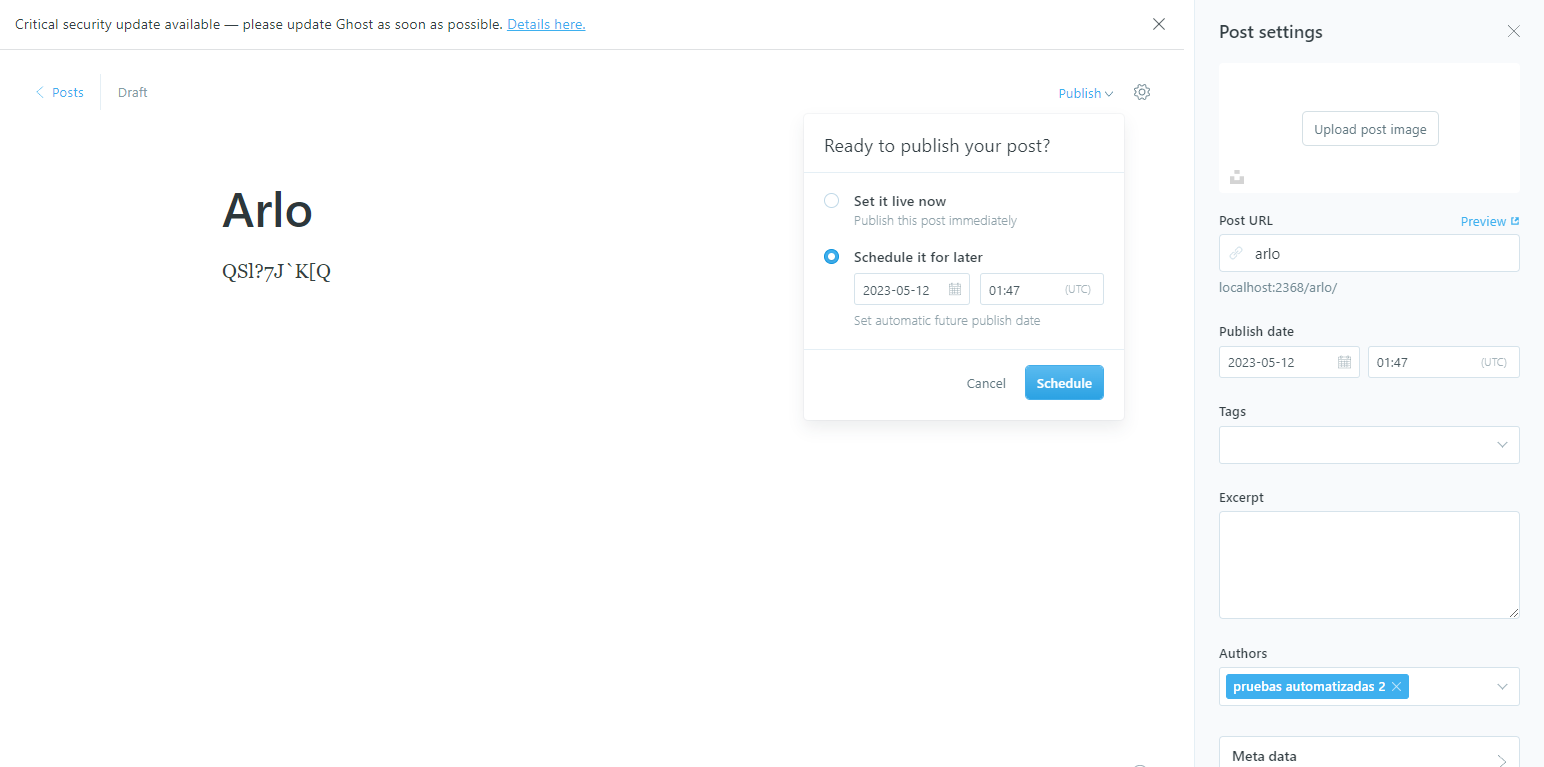 Critical security update available — please update Ghost as soon as possible. Details here.
Posts
Draft
Publish
Arlo
QSl?7J`K[Q
Ready to publish your post?
Set it live now
Publish this post immediately
Schedule it for later
2023-05-12
01:47 (UTC)
Set automatic future publish date
Cancel
Schedule
Post settings
Upload post image
Post URL
Preview
arlo
localhost:2368/arlo/
Publish date
2023-05-12
01:47 (UTC)
Tags
Excerpt
Authors
pruebas automatizadas 2
Meta data